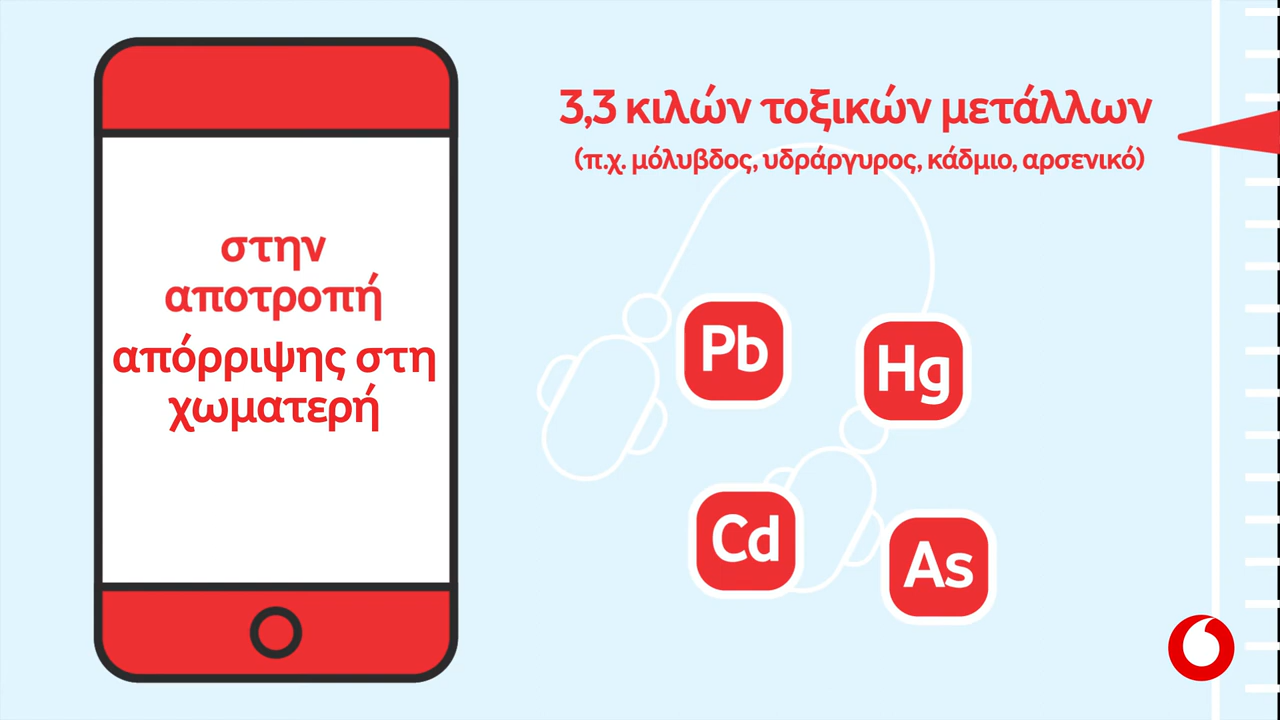 στην
αποτροπή
απόρριψης στη
χωματερή
3,3 κιλών τοξικών μετάλλων
(π.χ. μόλυβδος, υδράργυρος, κάδμιο, αρσενικό)
Pb
Hg
Cd
As